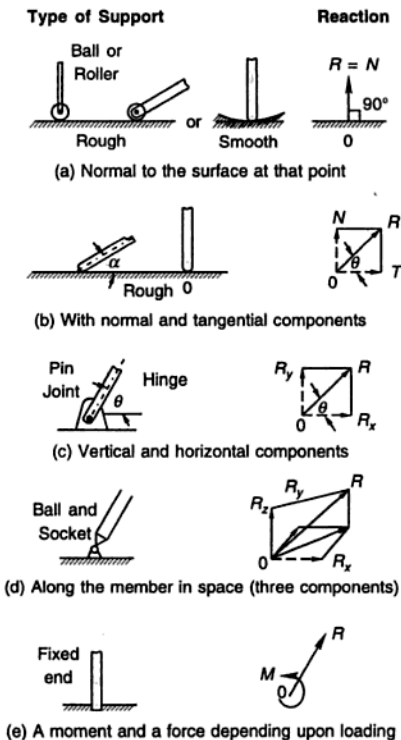 Type of Support Reaction
Ball or
Roller
R = N
90°
or
Rough Smooth 0
(a) Normal to the surface at that point
N R
α θ
Rough 0 0 T
(b) With normal and tangential components
Pin
Joint
Hinge
θ
R_y R
θ
R_x
(c) Vertical and horizontal components
Ball and
Socket
R_z R_y R
0 R_x
(d) Along the member in space (three components)
Fixed
end
R
M 0
(e) A moment and a force depending upon loading